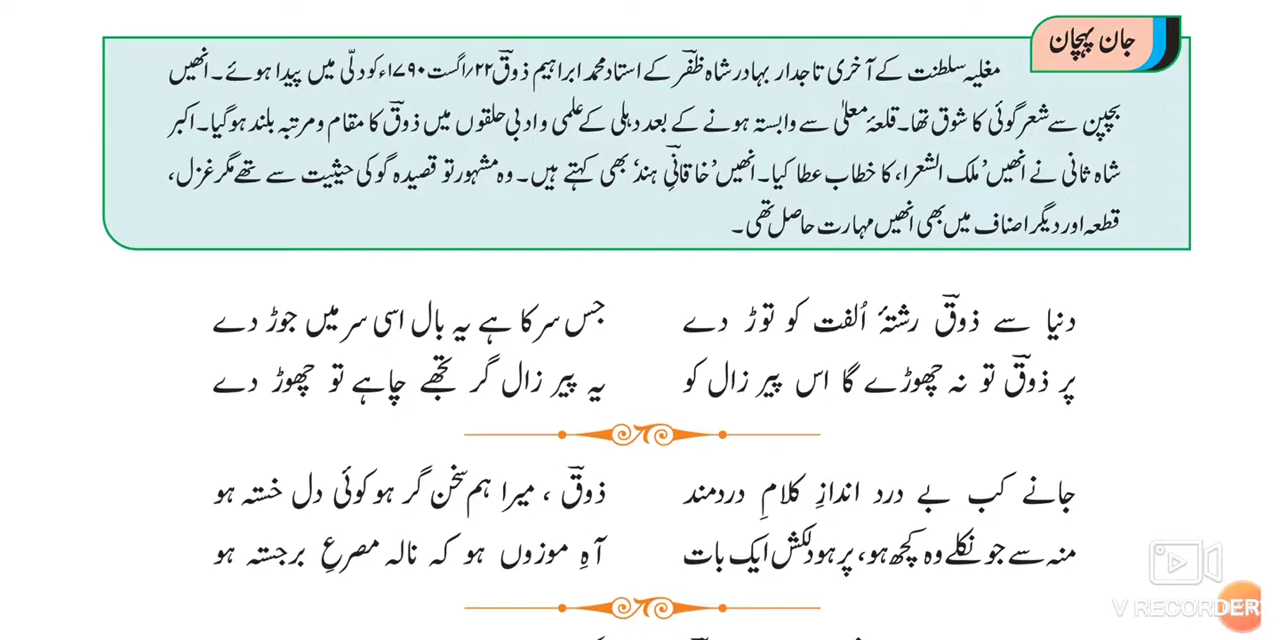 جان پہچان
مغلیہ سلطنت کے آخری تاجدار بہادر شاہ ظفرؔ کے استاد محمد ابراہیم ذوقؔ ۲۲؍اگست ۱۷۹۰ء کو دلّی میں پیدا ہوئے۔ انھیں
بچپن سے شعر گوئی کا شوق تھا۔ قلعۂ معلّیٰ سے وابستہ ہونے کے بعد دہلی کے علمی و ادبی حلقوں میں ذوقؔ کا مقام و مرتبہ بلند ہوگیا۔ اکبر
شاہ ثانی نے انھیں ’ملک الشعرا‘ کا خطاب عطا کیا۔ انھیں ’خاقانیِٔ ہند‘ بھی کہتے ہیں۔ وہ مشہور تو قصیدہ گو کی حیثیت سے تھے مگر غزل،
قطعہ اور دیگر اصناف میں بھی انھیں مہارت حاصل تھی۔
دنیا سے ذوقؔ رشتۂ اُلفت کو توڑ دے جس سر کا ہے یہ بال اسی سر میں جوڑ دے
پر ذوقؔ تو نہ چھوڑے گا اس پیر زال کو یہ پیر زال گر تجھے چاہے تو چھوڑ دے
جانے کب بے درد اندازِ کلامِ دردمند ذوقؔ ، میرا ہم سخن گر ہو کوئی دل خستہ ہو
منہ سے جو نکلے وہ کچھ ہو، پر ہو دلکش ایک بات آہِ موزوں ہو کہ نالہ مصرعِ برجستہ ہو
V RECORDER